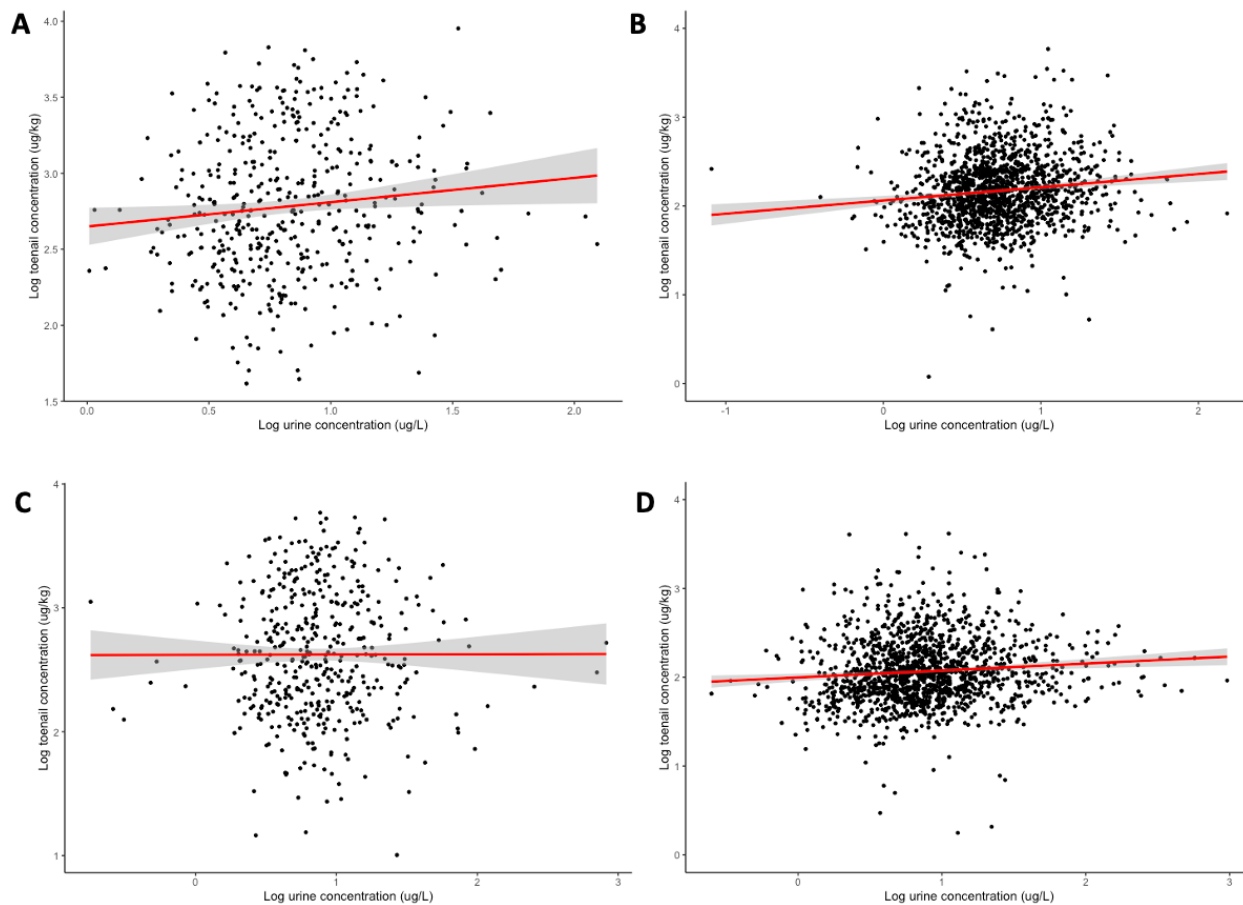 A
4.0
3.5
3.0
2.5
2.0
1.5
Log toenail concentration (ug/kg)
0.0 0.5 1.0 1.5 2.0
Log urine concentration (ug/L)
B
4
3
2
1
0
Log toenail concentration (ug/kg)
-1 0 1 2
Log urine concentration (ug/L)
C
4
3
2
1
Log toenail concentration (ug/kg)
0 1 2 3
Log urine concentration (ug/L)
D
4
3
2
1
0
Log toenail concentration (ug/kg)
0 1 2 3
Log urine concentration (ug/L)